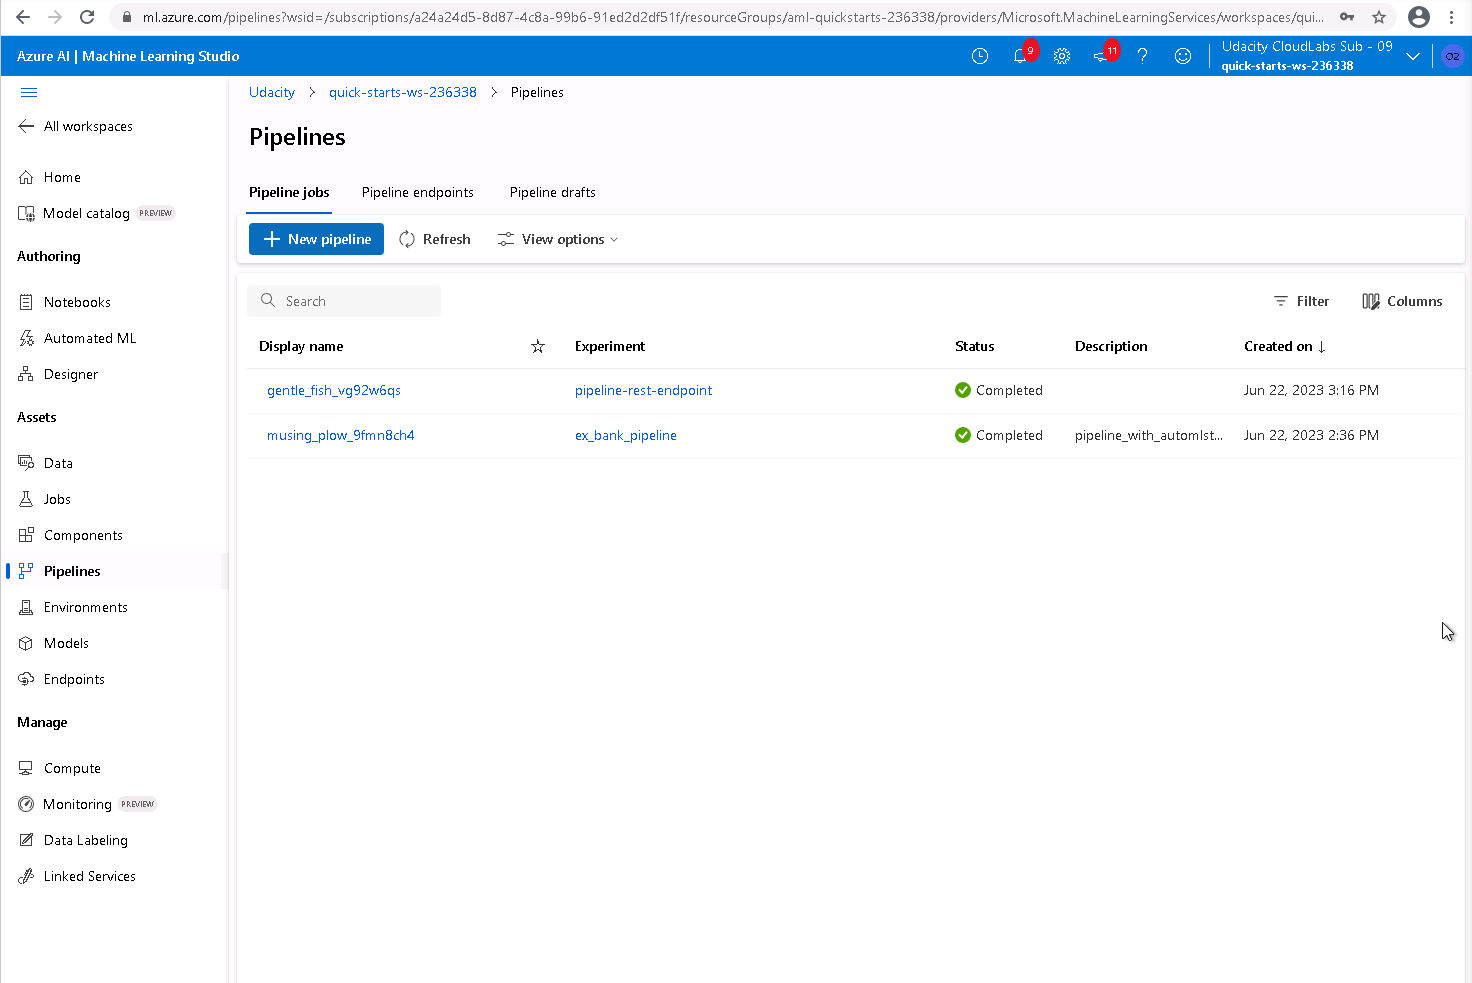 ml.azure.com/pipelines?wsid=/subscriptions/a24a24d5-8d87-4c8a-99b6-91ed2d2df51f/resourceGroups/aml-quickstarts-236338/providers/Microsoft.MachineLearningServices/workspaces/qui...
Azure AI | Machine Learning Studio
9
11
Udacity CloudLabs Sub - 09
quick-starts-ws-236338
O2
All workspaces
Home
Model catalog PREVIEW
Authoring
Notebooks
Automated ML
Designer
Assets
Data
Jobs
Components
Pipelines
Environments
Models
Endpoints
Manage
Compute
Monitoring PREVIEW
Data Labeling
Linked Services
Udacity > quick-starts-ws-236338 > Pipelines
Pipelines
Pipeline jobs Pipeline endpoints Pipeline drafts
New pipeline Refresh View options
Search Filter Columns
Display name Experiment Status Description Created on ↓
gentle_fish_vg92w6qs pipeline-rest-endpoint Completed Jun 22, 2023 3:16 PM
musing_plow_9fmn8ch4 ex_bank_pipeline Completed pipeline_with_automlst... Jun 22, 2023 2:36 PM